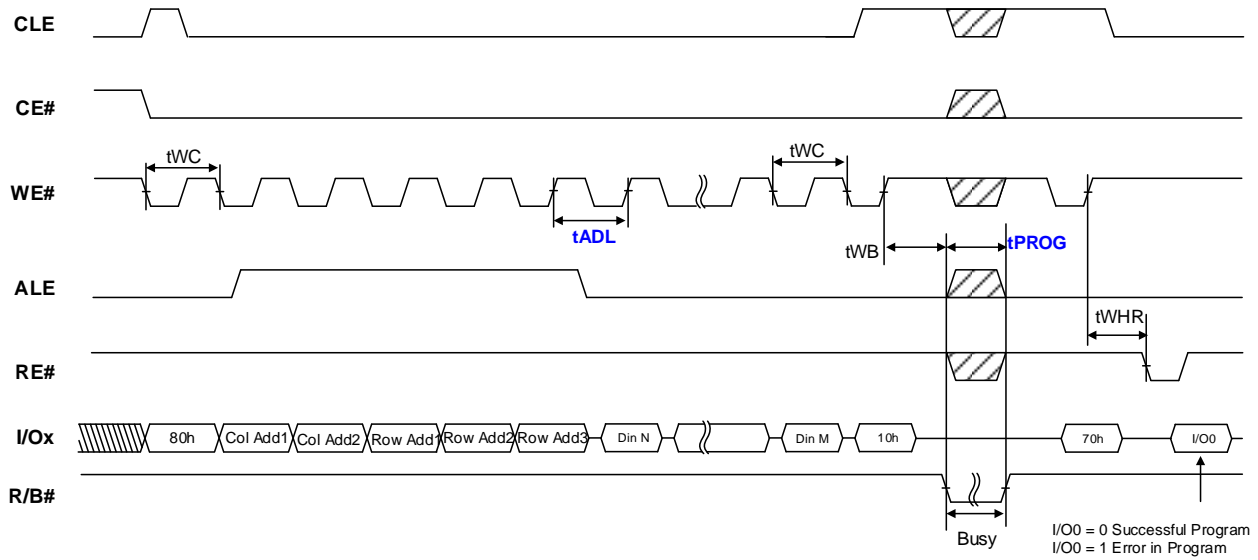 CLE
CE#
tWC
tWC
WE#
tADL
tWB
tPROG
ALE
tWHR
RE#
I/Ox
80h
Col Add1
Col Add2
Row Add1
Row Add2
Row Add3
Din N
Din M
10h
70h
I/O0
R/B#
Busy
I/O0 = 0 Successful Program
I/O0 = 1 Error in Program